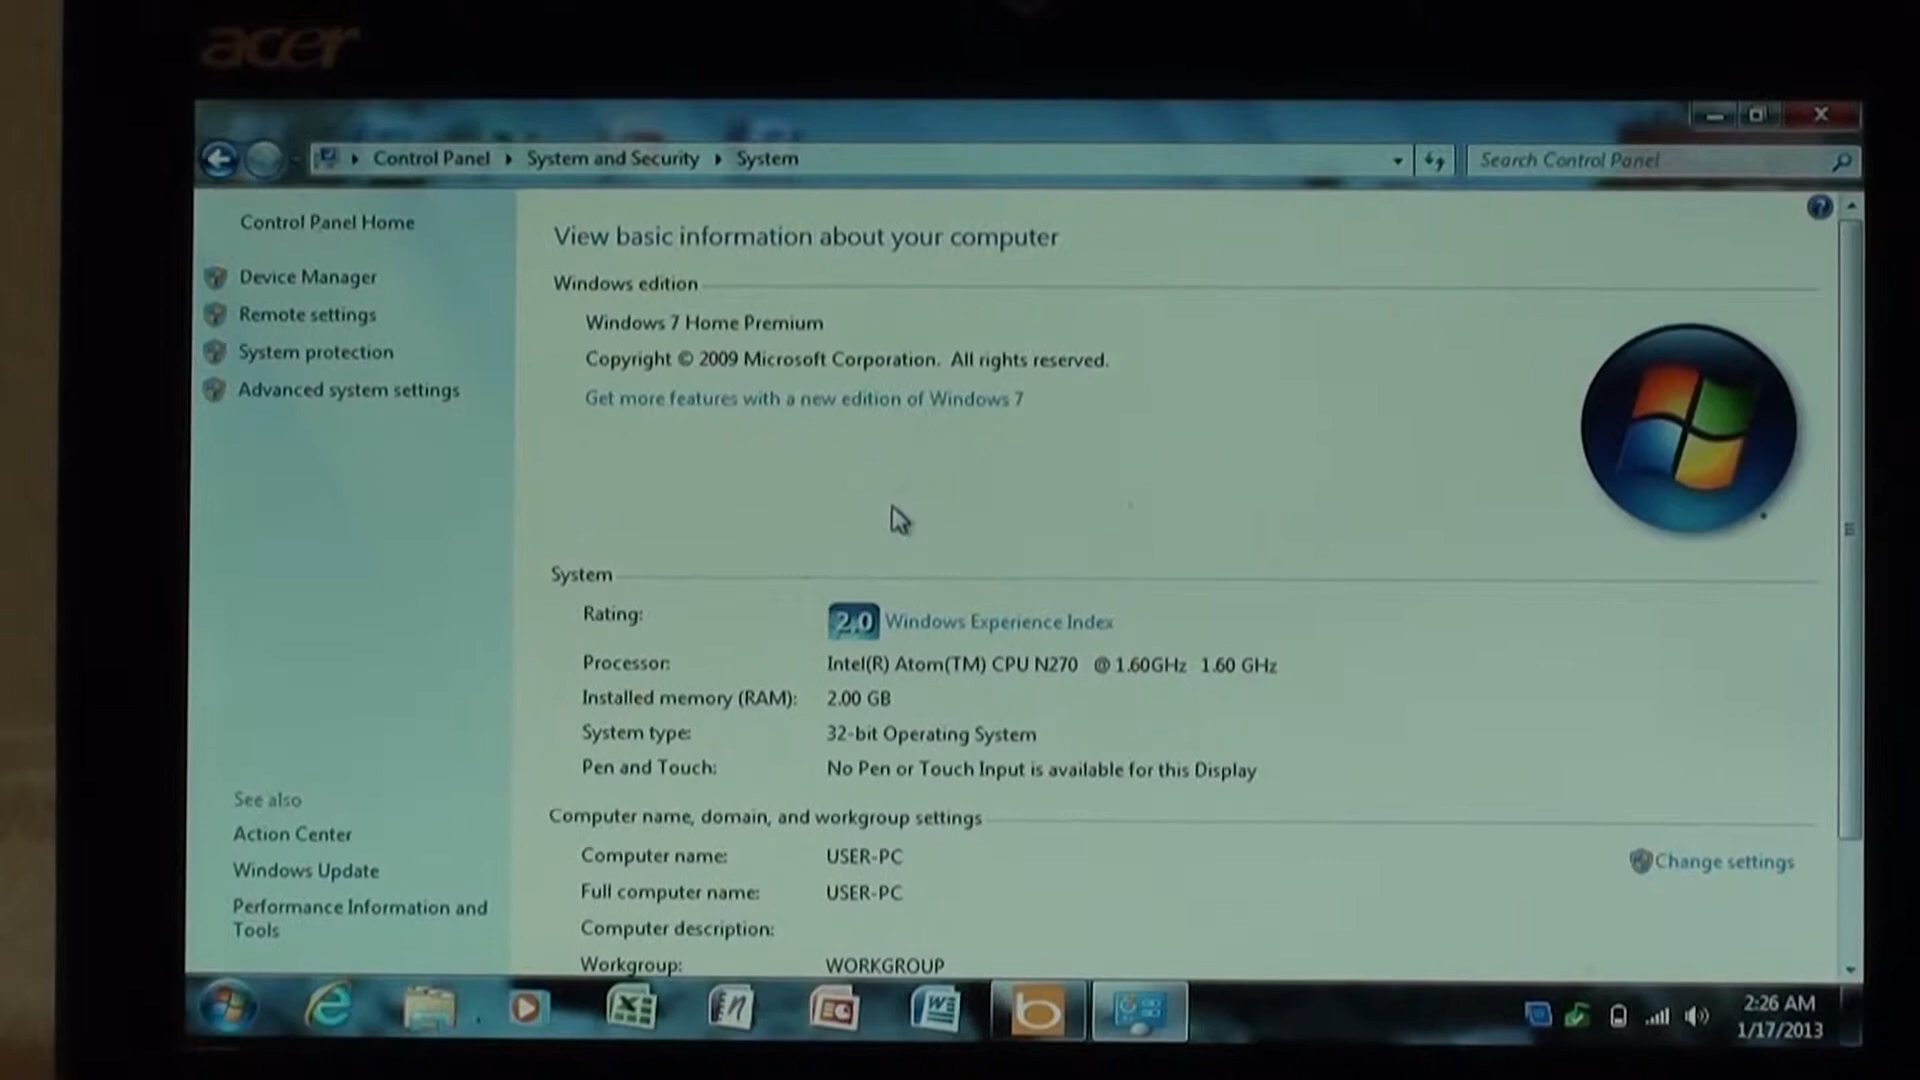 acer
Control Panel System and Security System
Search Control Panel
Control Panel Home
Device Manager
Remote settings
System protection
Advanced system settings
View basic information about your computer
Windows edition
Windows 7 Home Premium
Copyright © 2009 Microsoft Corporation. All rights reserved.
Get more features with a new edition of Windows 7
System
Rating: 2.0 Windows Experience Index
Processor: Intel(R) Atom(TM) CPU N270 @ 1.60GHz 1.60 GHz
Installed memory (RAM): 2.00 GB
System type: 32-bit Operating System
Pen and Touch: No Pen or Touch Input is available for this Display
Computer name, domain, and workgroup settings
Computer name: USER-PC
Change settings
Full computer name: USER-PC
Computer description:
Workgroup: WORKGROUP
See also
Action Center
Windows Update
Performance Information and
Tools
2:26 AM
1/17/2013